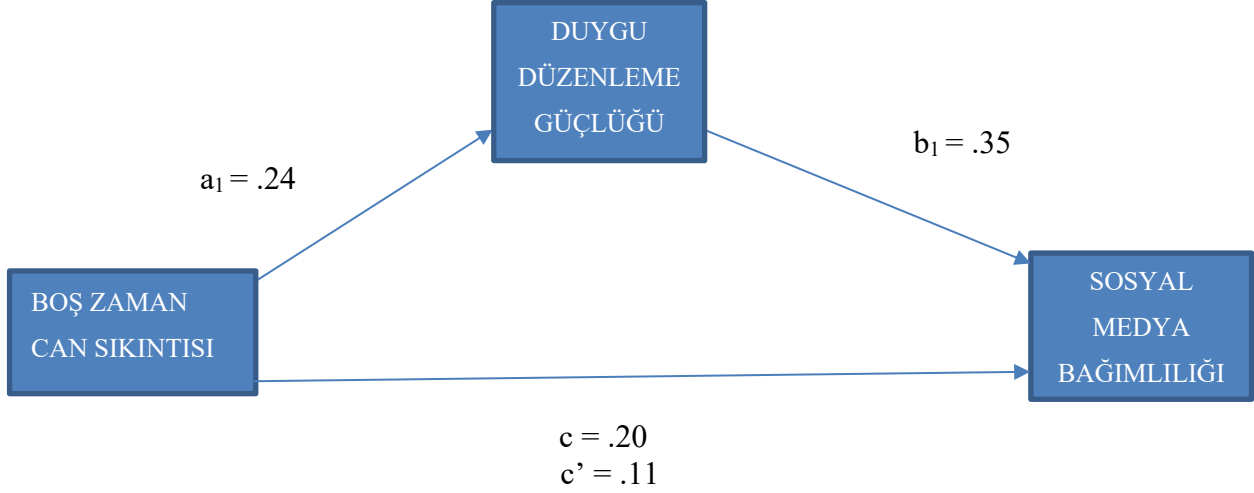 DUYGU
DÜZENLEME
GÜÇLÜĞÜ
a₁ = .24
b₁ = .35
BOŞ ZAMAN
CAN SIKINTISI
SOSYAL
MEDYA
BAĞIMLILIĞI
c = .20
c’ = .11